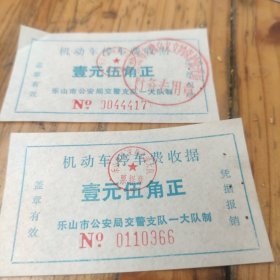 机动车停车费收据
壹元伍角正
盖章有效
乐山市公安局交警支队一大队制
No 0044417
机动车停车费收据
壹元伍角正
盖章有效
凭据报销
乐山市公安局交警支队一大队制
No 0110366